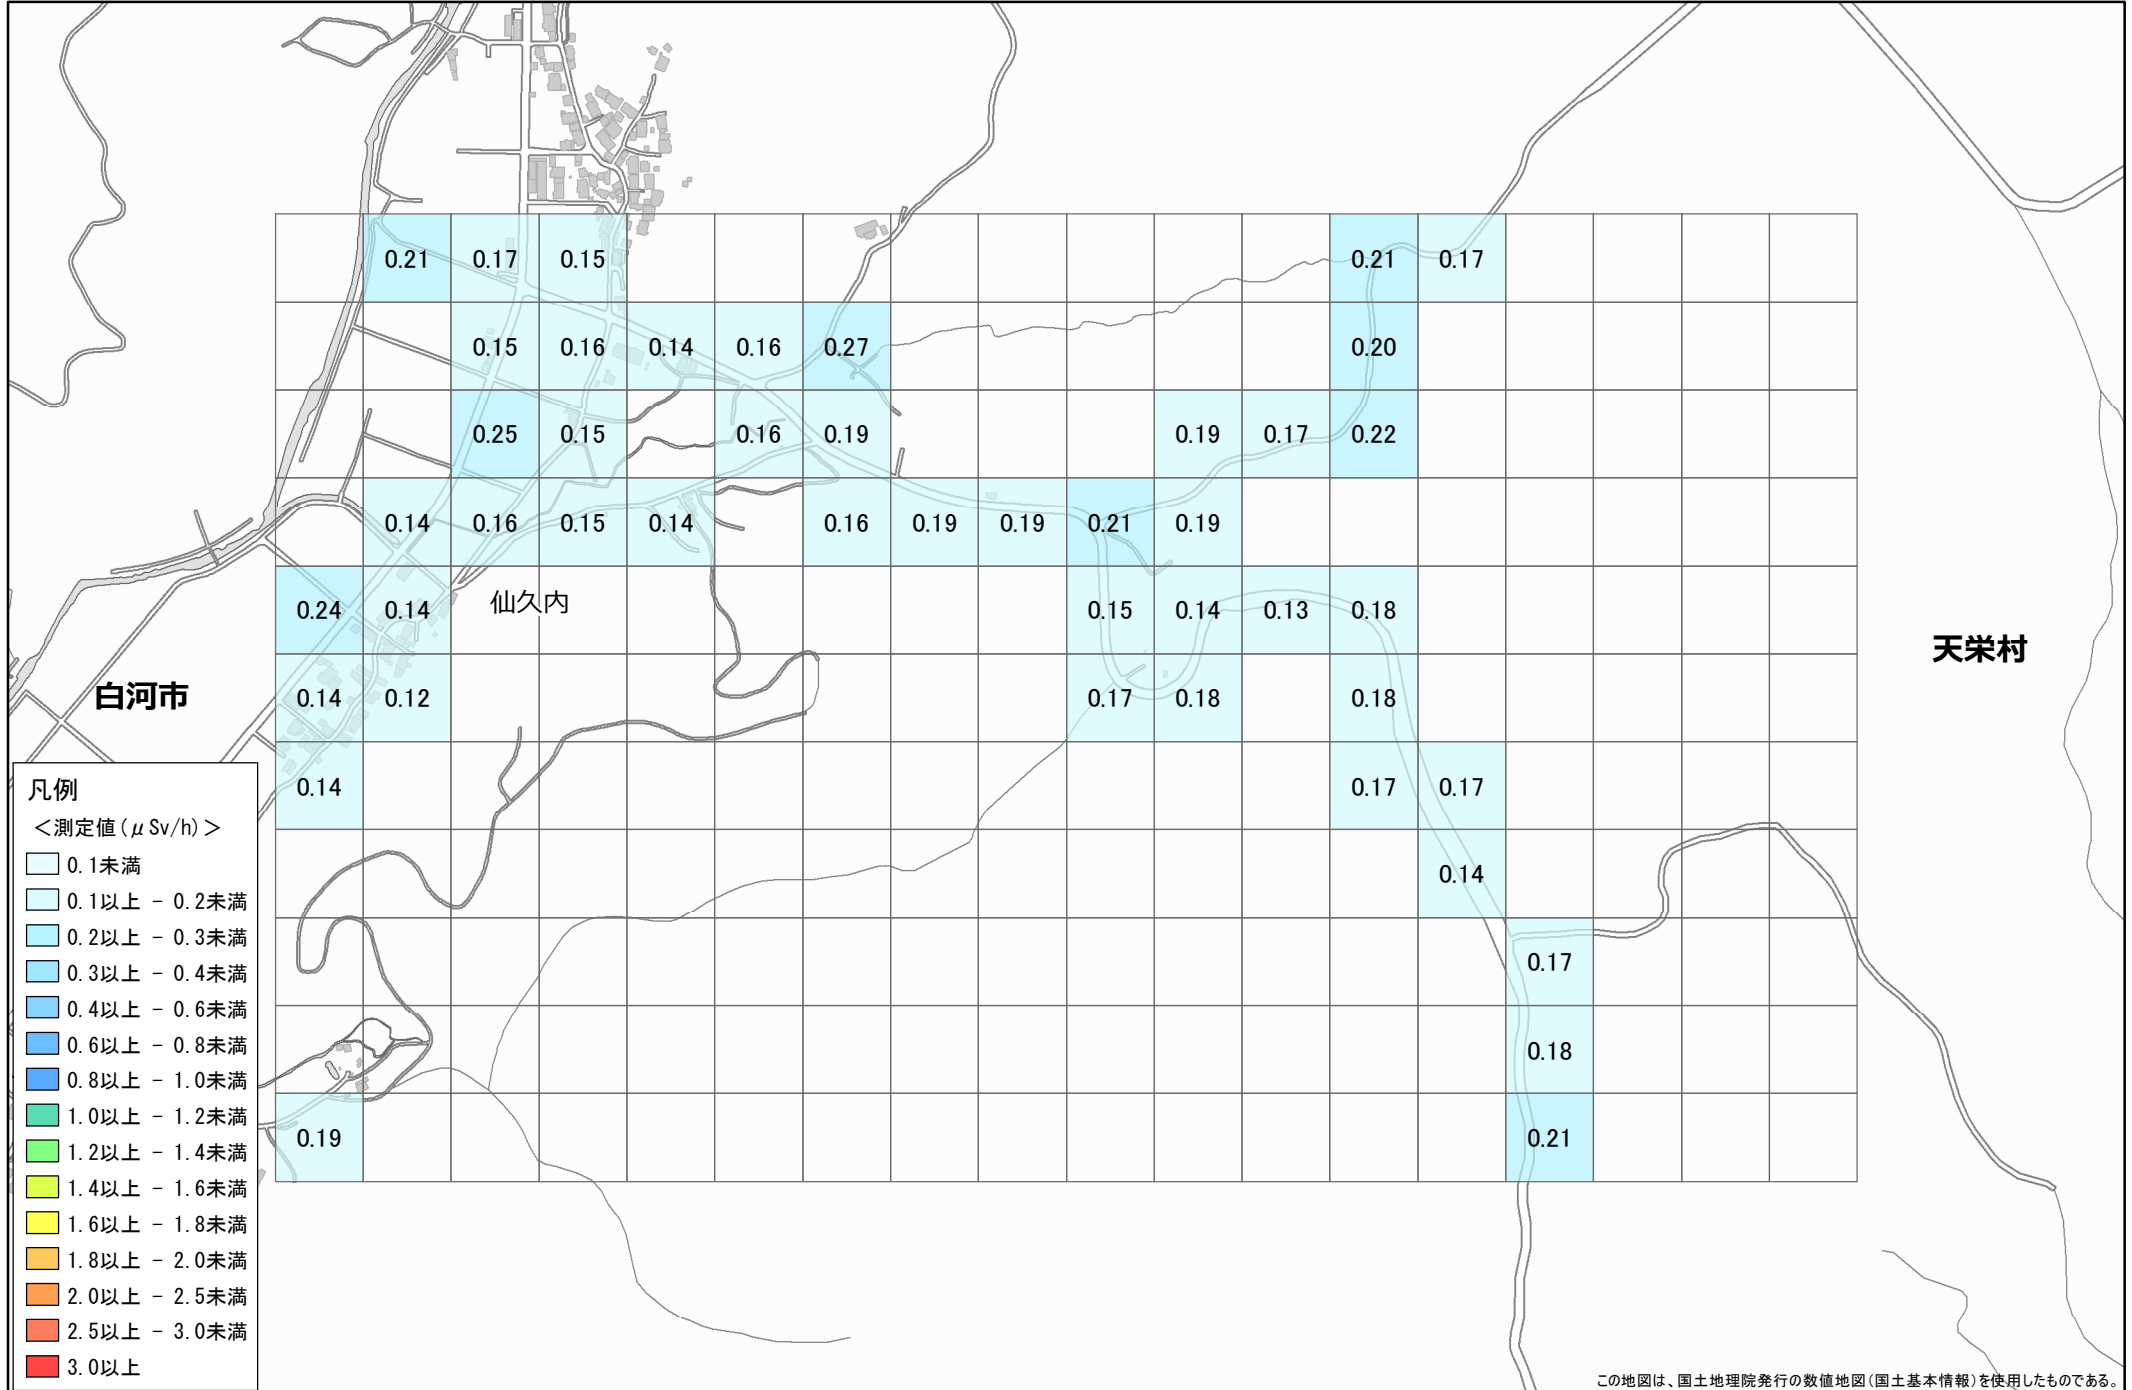 0.21 0.17 0.15 0.21 0.17
0.15 0.16 0.14 0.16 0.27 0.20
0.25 0.15 0.16 0.19 0.19 0.17 0.22
0.14 0.16 0.15 0.14 0.16 0.19 0.19 0.21 0.19
0.24 0.14 仙久内 0.15 0.14 0.13 0.18
天栄村
白河市 0.14 0.12 0.17 0.18 0.18
0.14 0.17 0.17
0.14
0.17
0.18
0.19 0.21
凡例
<測定値(μSv/h)>
0.1未満
0.1以上 - 0.2未満
0.2以上 - 0.3未満
0.3以上 - 0.4未満
0.4以上 - 0.6未満
0.6以上 - 0.8未満
0.8以上 - 1.0未満
1.0以上 - 1.2未満
1.2以上 - 1.4未満
1.4以上 - 1.6未満
1.6以上 - 1.8未満
1.8以上 - 2.0未満
2.0以上 - 2.5未満
2.5以上 - 3.0未満
3.0以上
この地図は、国土地理院発行の数値地図(国土基本情報)を使用したものである。